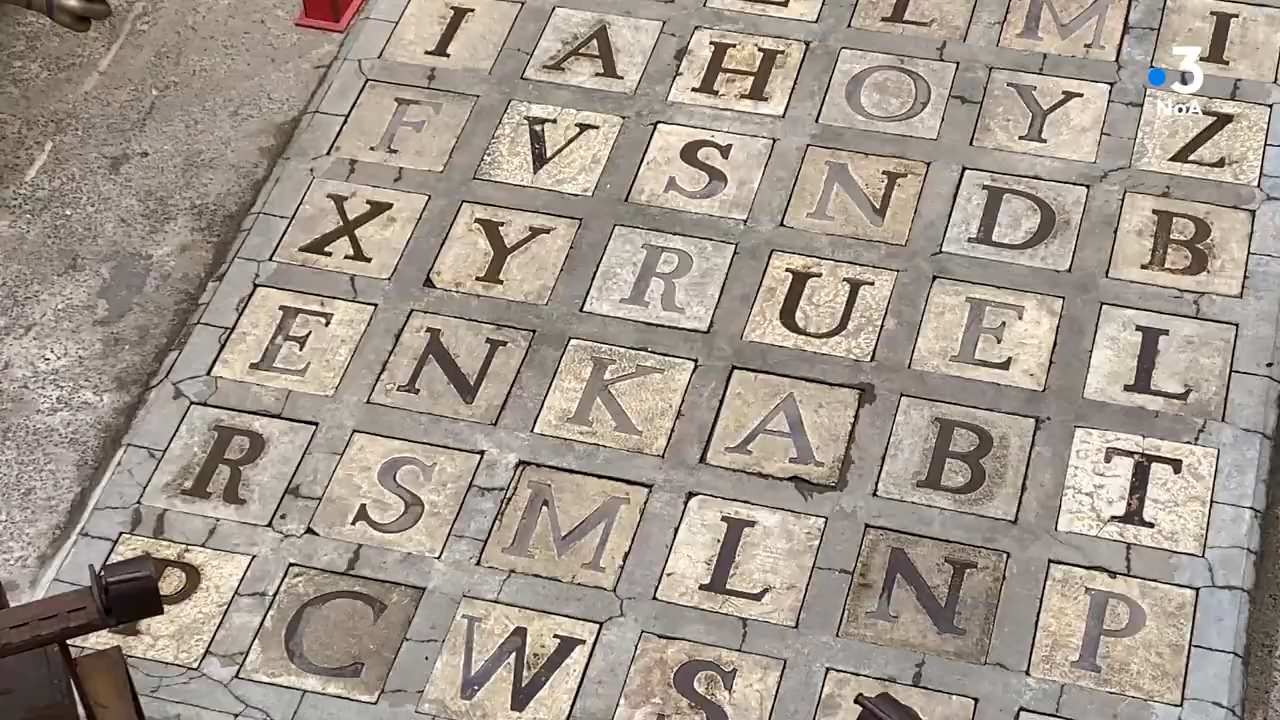 L M
I A H O Y I
F V S N Y Z
X Y R U D B
E N K A E L
R S M L B T
P C W S N P
3
NoA